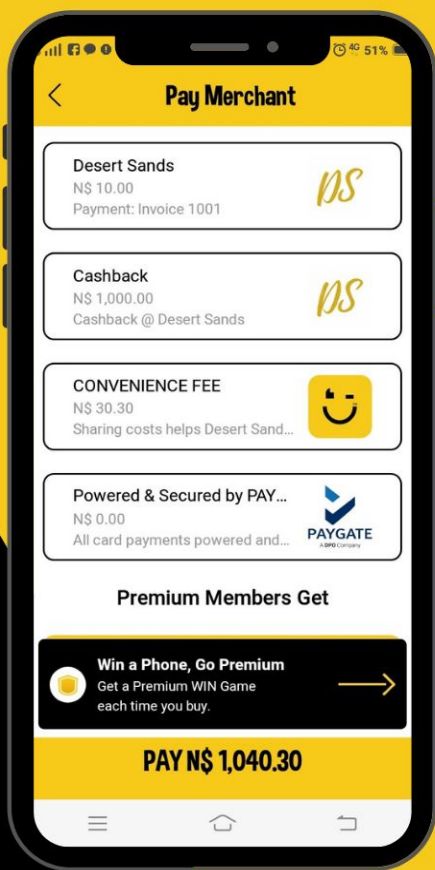 4G 51%
Pay Merchant
Desert Sands
N$ 10.00
Payment: Invoice 1001
DS
Cashback
N$ 1,000.00
Cashback @ Desert Sands
DS
CONVENIENCE FEE
N$ 30.30
Sharing costs helps Desert Sand...
Powered & Secured by PAY...
N$ 0.00
All card payments powered and...
PAYGATE
A DPO Company
Premium Members Get
Win a Phone, Go Premium
Get a Premium WIN Game
each time you buy.
PAY N$ 1,040.30